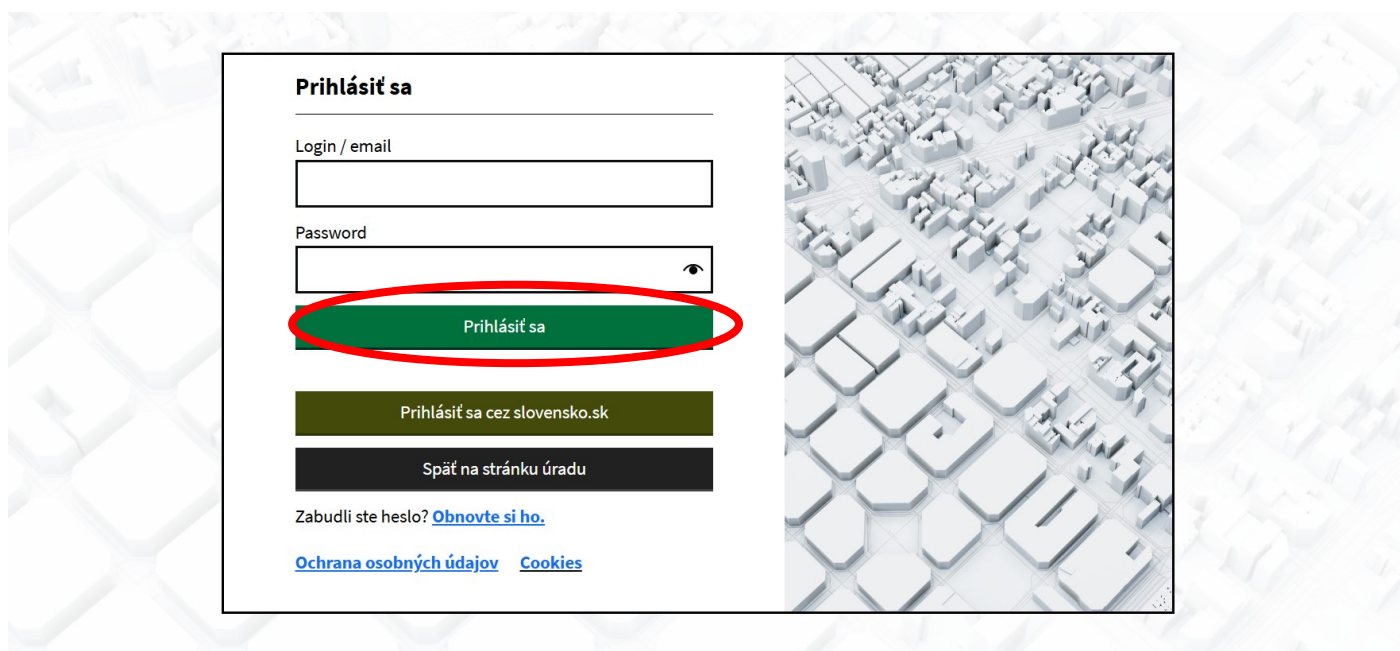 Prihlásiť sa
Login / email
Password
Prihlásiť sa
Prihlásiť sa cez slovensko.sk
Späť na stránku úradu
Zabudli ste heslo? Obnovte si ho.
Ochrana osobných údajov Cookies